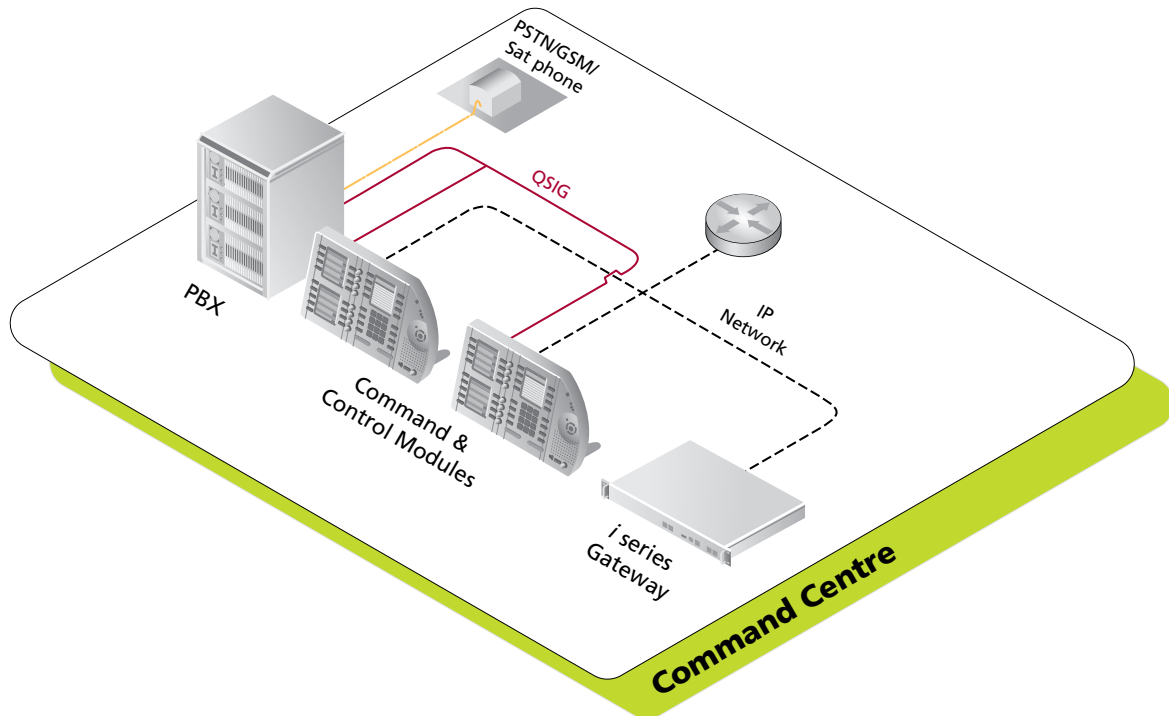 PSTN/GSM/
Sat phone
QSIG
PBX
IP
Network
Command &
Control Modules
i series
Gateway
Command Centre